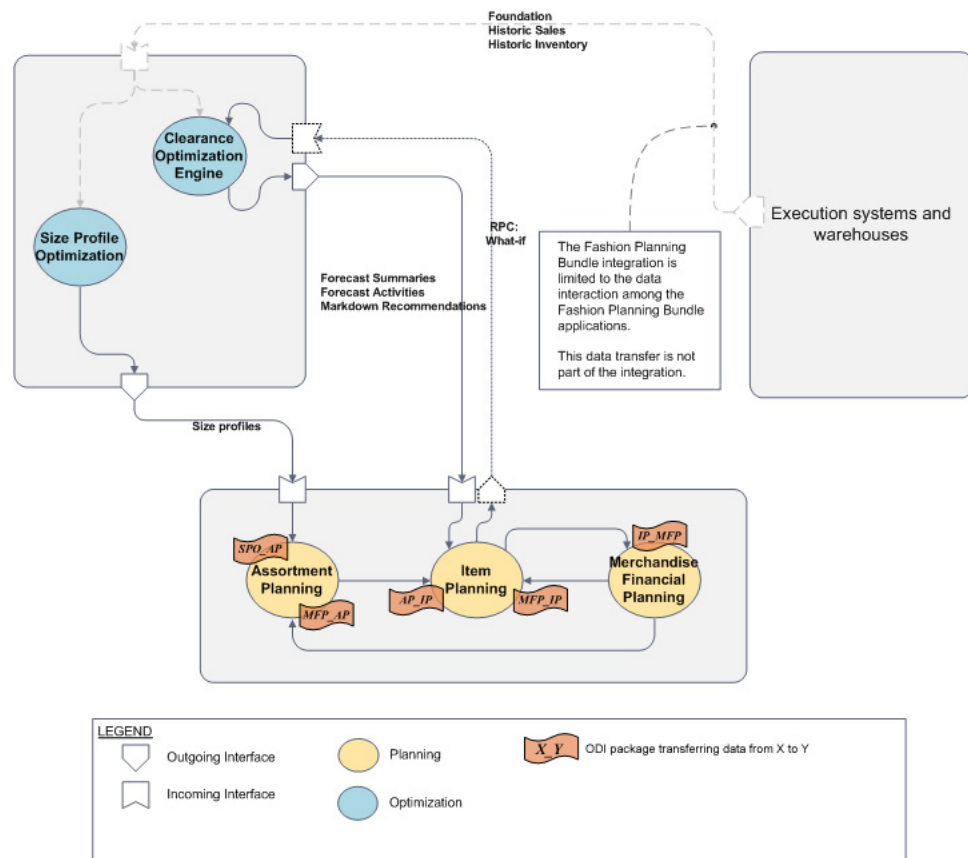 Foundation
Historic Sales
Historic Inventory
Clearance
Optimization
Engine
Size Profile
Optimization
RPC:
What-if
Forecast Summaries
Forecast Activities
Markdown Recommendations
Execution systems and
warehouses
The Fashion Planning
Bundle integration is
limited to the data
interaction among the
Fashion Planning Bundle
applications.
This data transfer is not
part of the integration.
Size profiles
SPO_AP
Assortment
Planning
MFP_AP
Item
Planning
AP_IP
MFP_IP
IP_MFP
Merchandise
Financial
Planning
LEGEND
Outgoing Interface
Incoming Interface
Planning
Optimization
X_Y
ODI package transferring data from X to Y